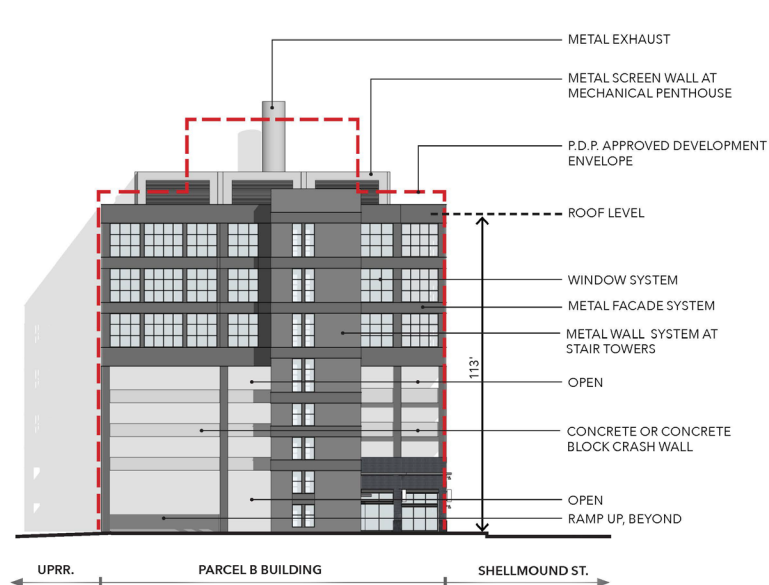 METAL EXHAUST
METAL SCREEN WALL AT
MECHANICAL PENTHOUSE
P.D.P. APPROVED DEVELOPMENT
ENVELOPE
ROOF LEVEL
WINDOW SYSTEM
METAL FACADE SYSTEM
METAL WALL SYSTEM AT
STAIR TOWERS
113'
OPEN
CONCRETE OR CONCRETE
BLOCK CRASH WALL
OPEN
RAMP UP, BEYOND
UPRR. PARCEL B BUILDING SHELLMOUND ST.